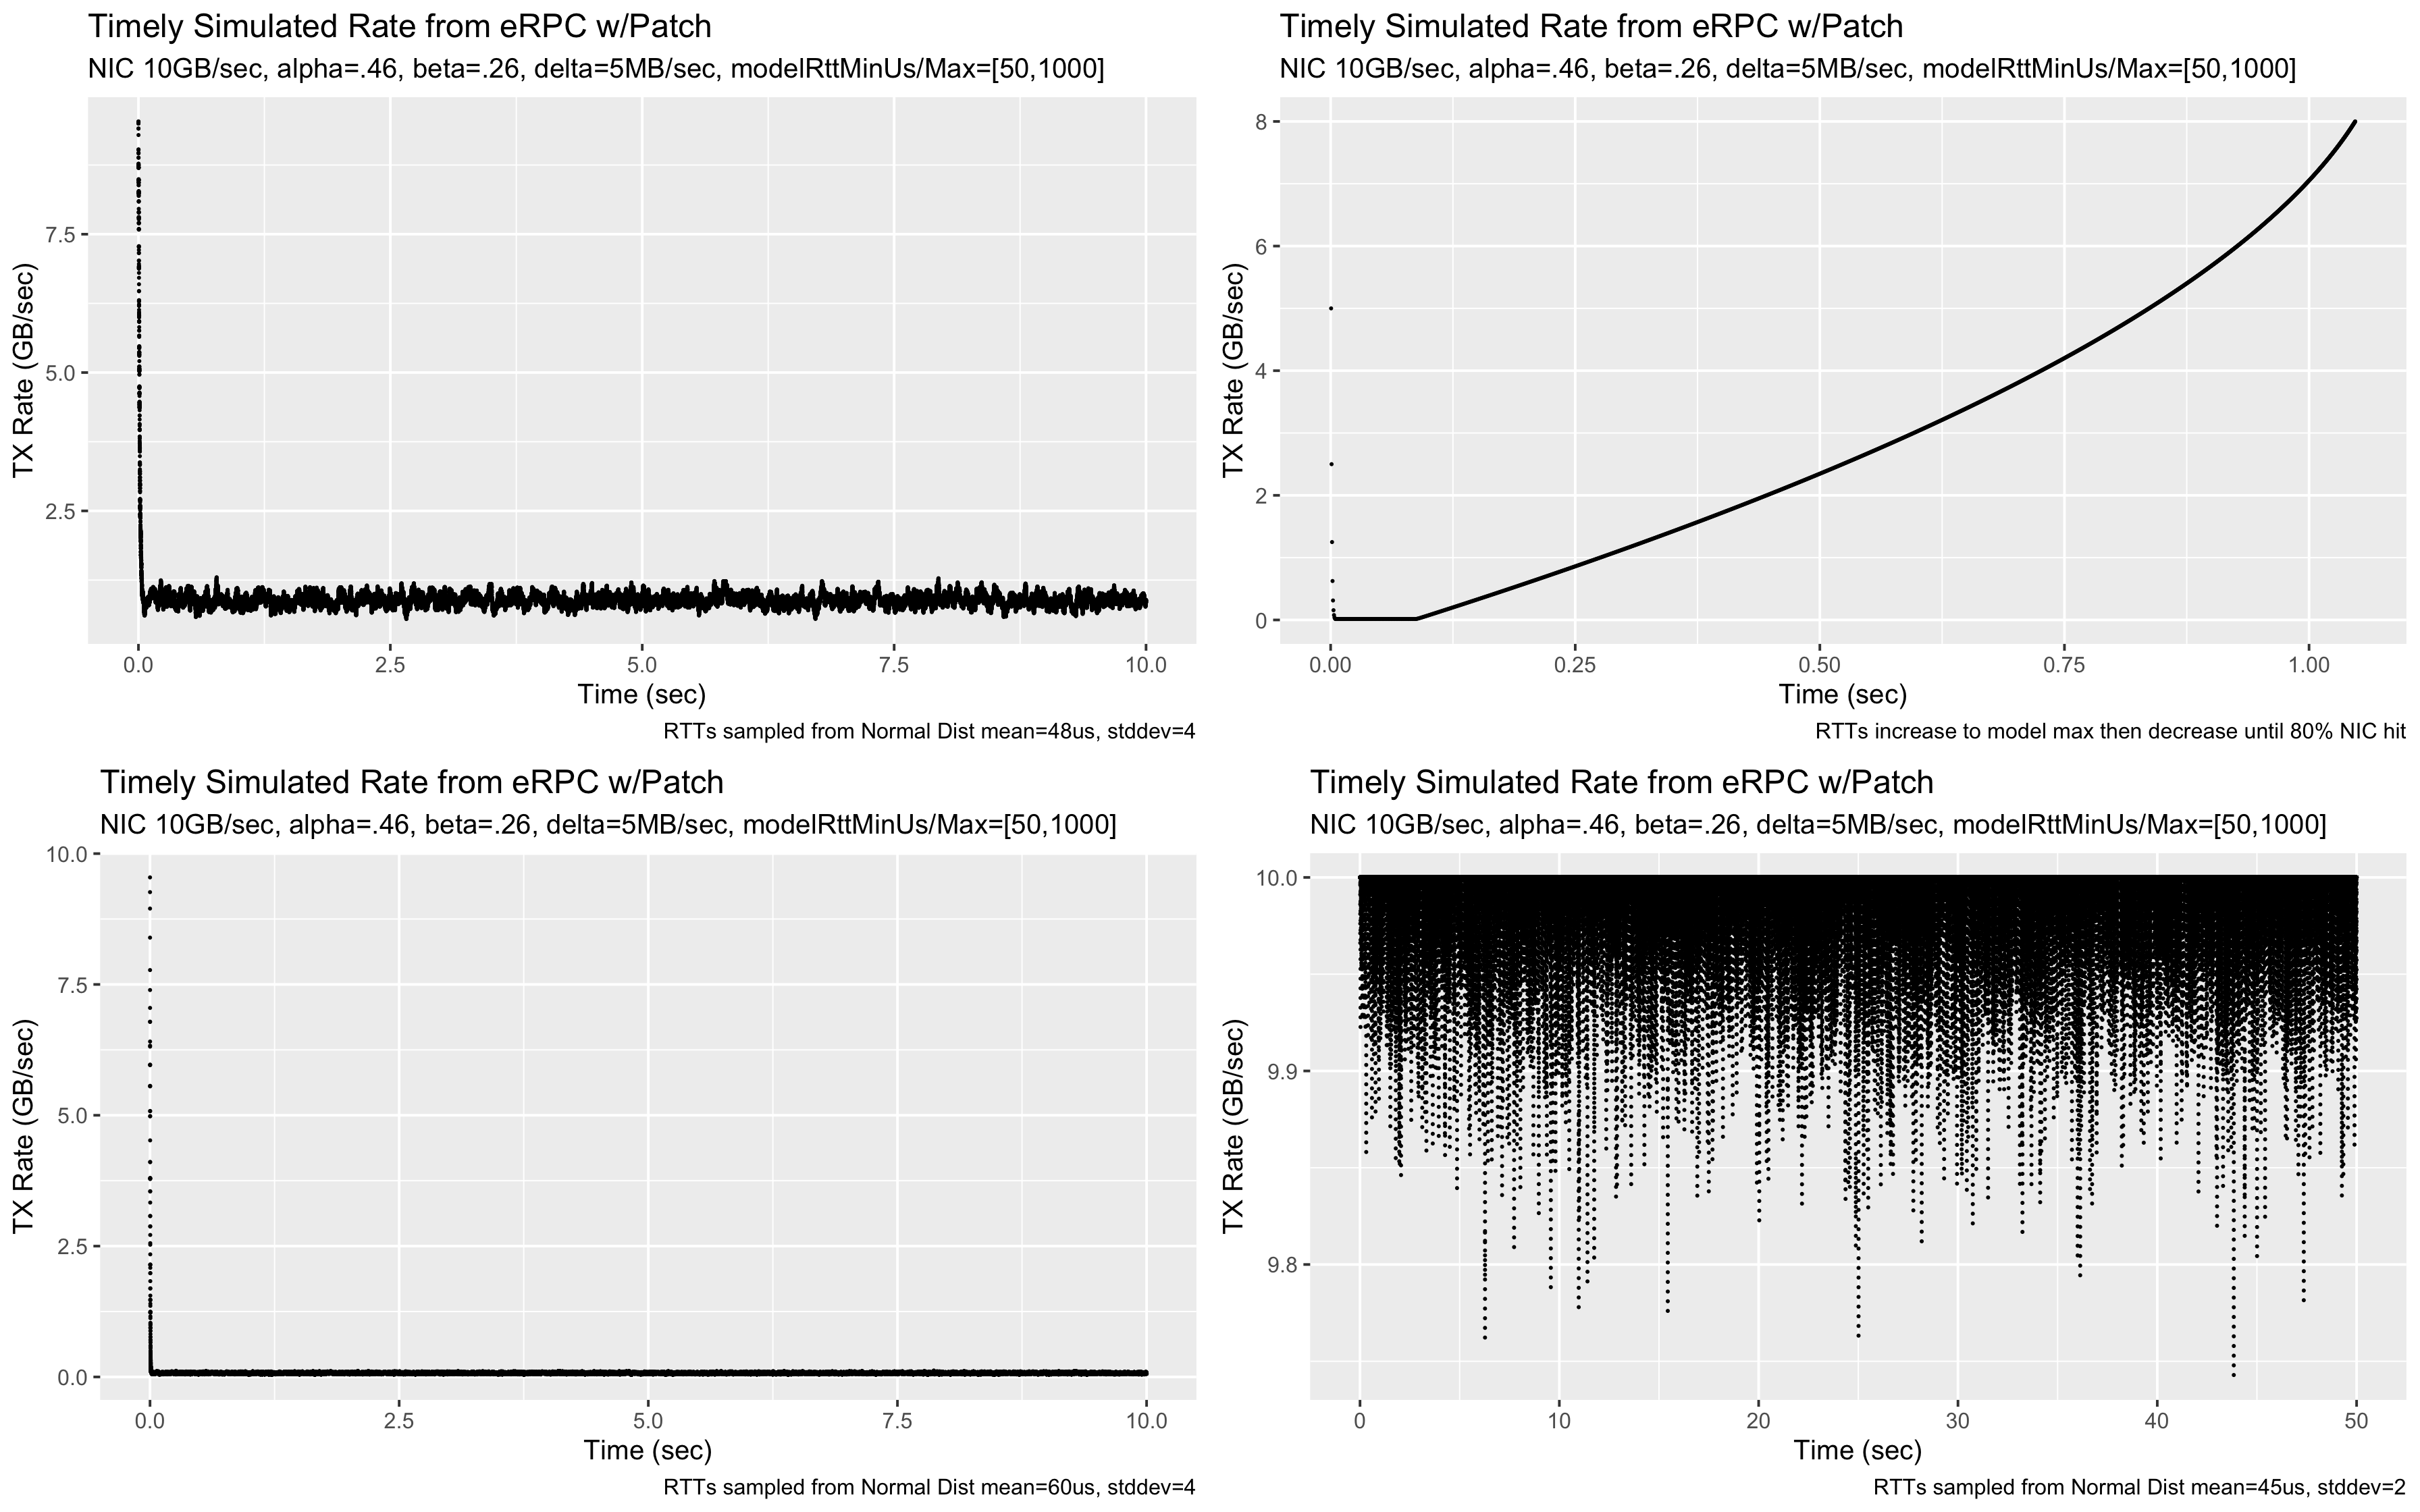 Timely Simulated Rate from eRPC w/Patch
NIC 10GB/sec, alpha=.46, beta=.26, delta=5MB/sec, modelRttMinUs/Max=[50,1000]
TX Rate (GB/sec)
7.5
5.0
2.5
0.0
2.5
5.0
7.5
10.0
Time (sec)
RTTs sampled from Normal Dist mean=48us, stddev=4
Timely Simulated Rate from eRPC w/Patch
NIC 10GB/sec, alpha=.46, beta=.26, delta=5MB/sec, modelRttMinUs/Max=[50,1000]
TX Rate (GB/sec)
8
6
4
2
0
0.00
0.25
0.50
0.75
1.00
Time (sec)
RTTs increase to model max then decrease until 80% NIC hit
Timely Simulated Rate from eRPC w/Patch
NIC 10GB/sec, alpha=.46, beta=.26, delta=5MB/sec, modelRttMinUs/Max=[50,1000]
TX Rate (GB/sec)
10.0
7.5
5.0
2.5
0.0
0.0
2.5
5.0
7.5
10.0
Time (sec)
RTTs sampled from Normal Dist mean=60us, stddev=4
Timely Simulated Rate from eRPC w/Patch
NIC 10GB/sec, alpha=.46, beta=.26, delta=5MB/sec, modelRttMinUs/Max=[50,1000]
TX Rate (GB/sec)
10.0
9.9
9.8
0
10
20
30
40
50
Time (sec)
RTTs sampled from Normal Dist mean=45us, stddev=2